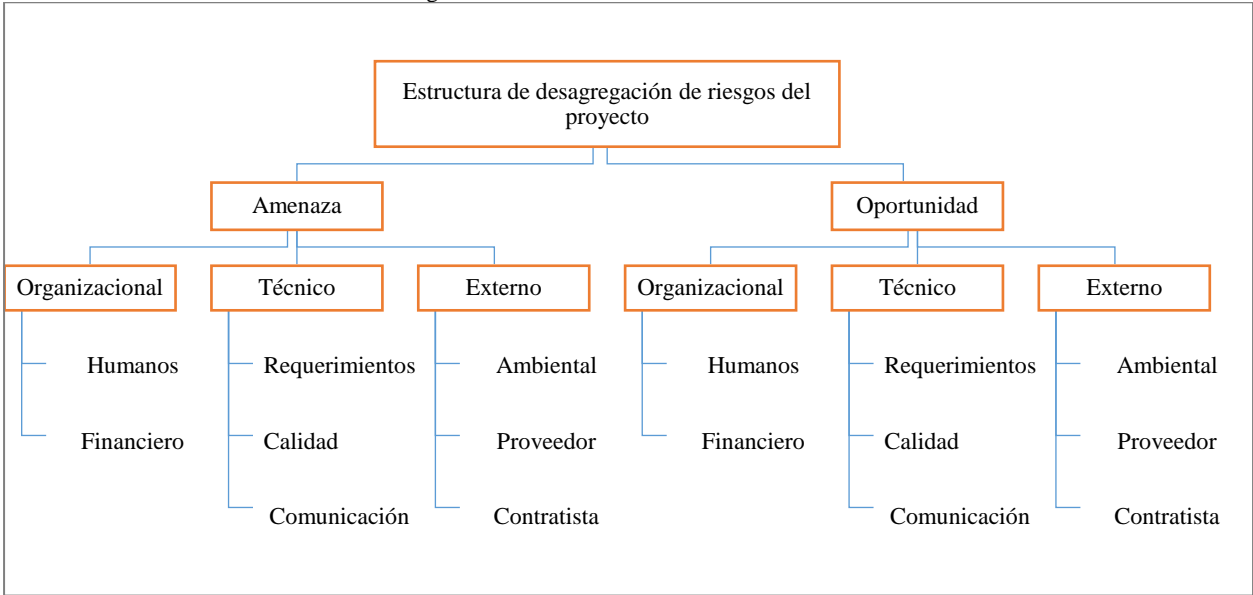 Estructura de desagregación de riesgos del
proyecto
Amenaza
Oportunidad
Organizacional
Técnico
Externo
Organizacional
Técnico
Externo
Humanos
Requerimientos
Ambiental
Humanos
Requerimientos
Ambiental
Financiero
Calidad
Proveedor
Financiero
Calidad
Proveedor
Comunicación
Contratista
Comunicación
Contratista